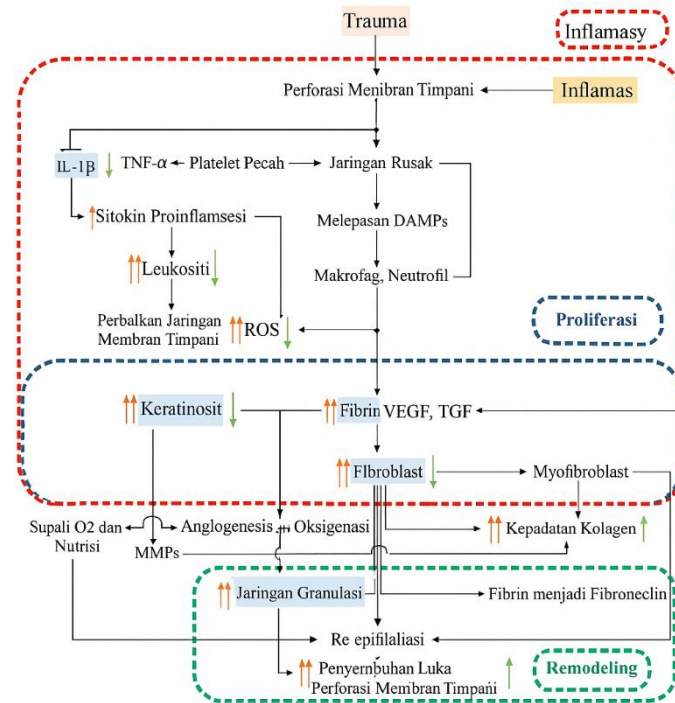 Trauma
Inflamasy
Perforasi Menibran Timpani
Inflamas
IL-1β
TNF-α
Platelet Pecah
Jaringan Rusak
Sitokin Proinflamsesi
Melepasan DAMPs
Leukositi
Makrofag, Neutrofil
Perbalkan Jaringan
Membran Timpani
ROS
Proliferasi
Keratinosit
Fibrin VEGF, TGF
FIbroblast
Myofibroblast
Supali O2 dan
Nutrisi
Anglogenesis
Oksigenasi
Kepadatan Kolagen
MMPs
Jaringan Granulasi
Fibrin menjadi Fibroneclin
Re epifilaliasi
Penyernbuhan Luka
Perforasi Membran Timpani
Remodeling